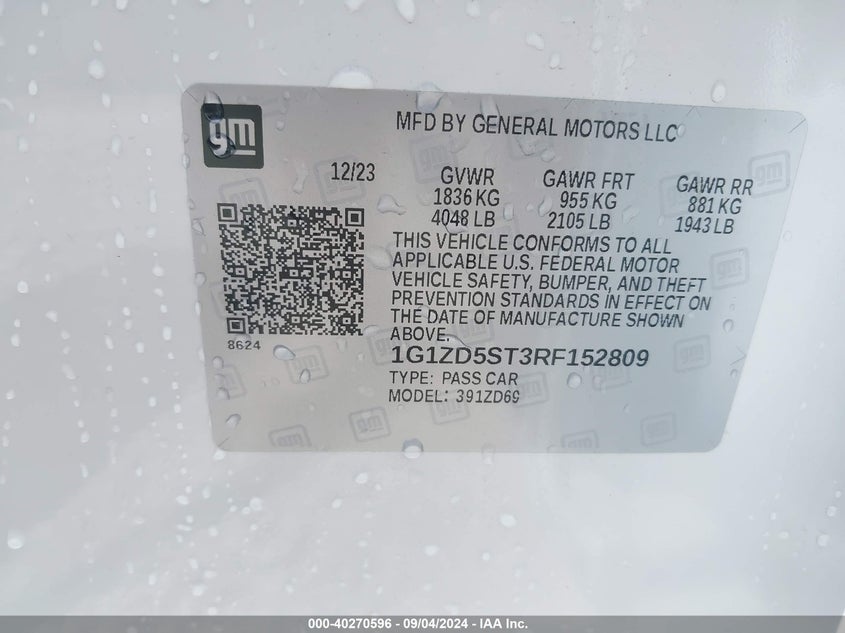 gm
MFD BY GENERAL MOTORS LLC
12/23
GVWR
1836 KG
4048 LB
GAWR FRT
955 KG
2105 LB
GAWR RR
881 KG
1943 LB
THIS VEHICLE CONFORMS TO ALL
APPLICABLE U.S. FEDERAL MOTOR
VEHICLE SAFETY, BUMPER, AND THEFT
PREVENTION STANDARDS IN EFFECT ON
THE DATE OF MANUFACTURE SHOWN
ABOVE.
8624
1G1ZD5ST3RF152809
TYPE: PASS CAR
MODEL: 391ZD69
000-40270596 - 09/04/2024 - IAA Inc.